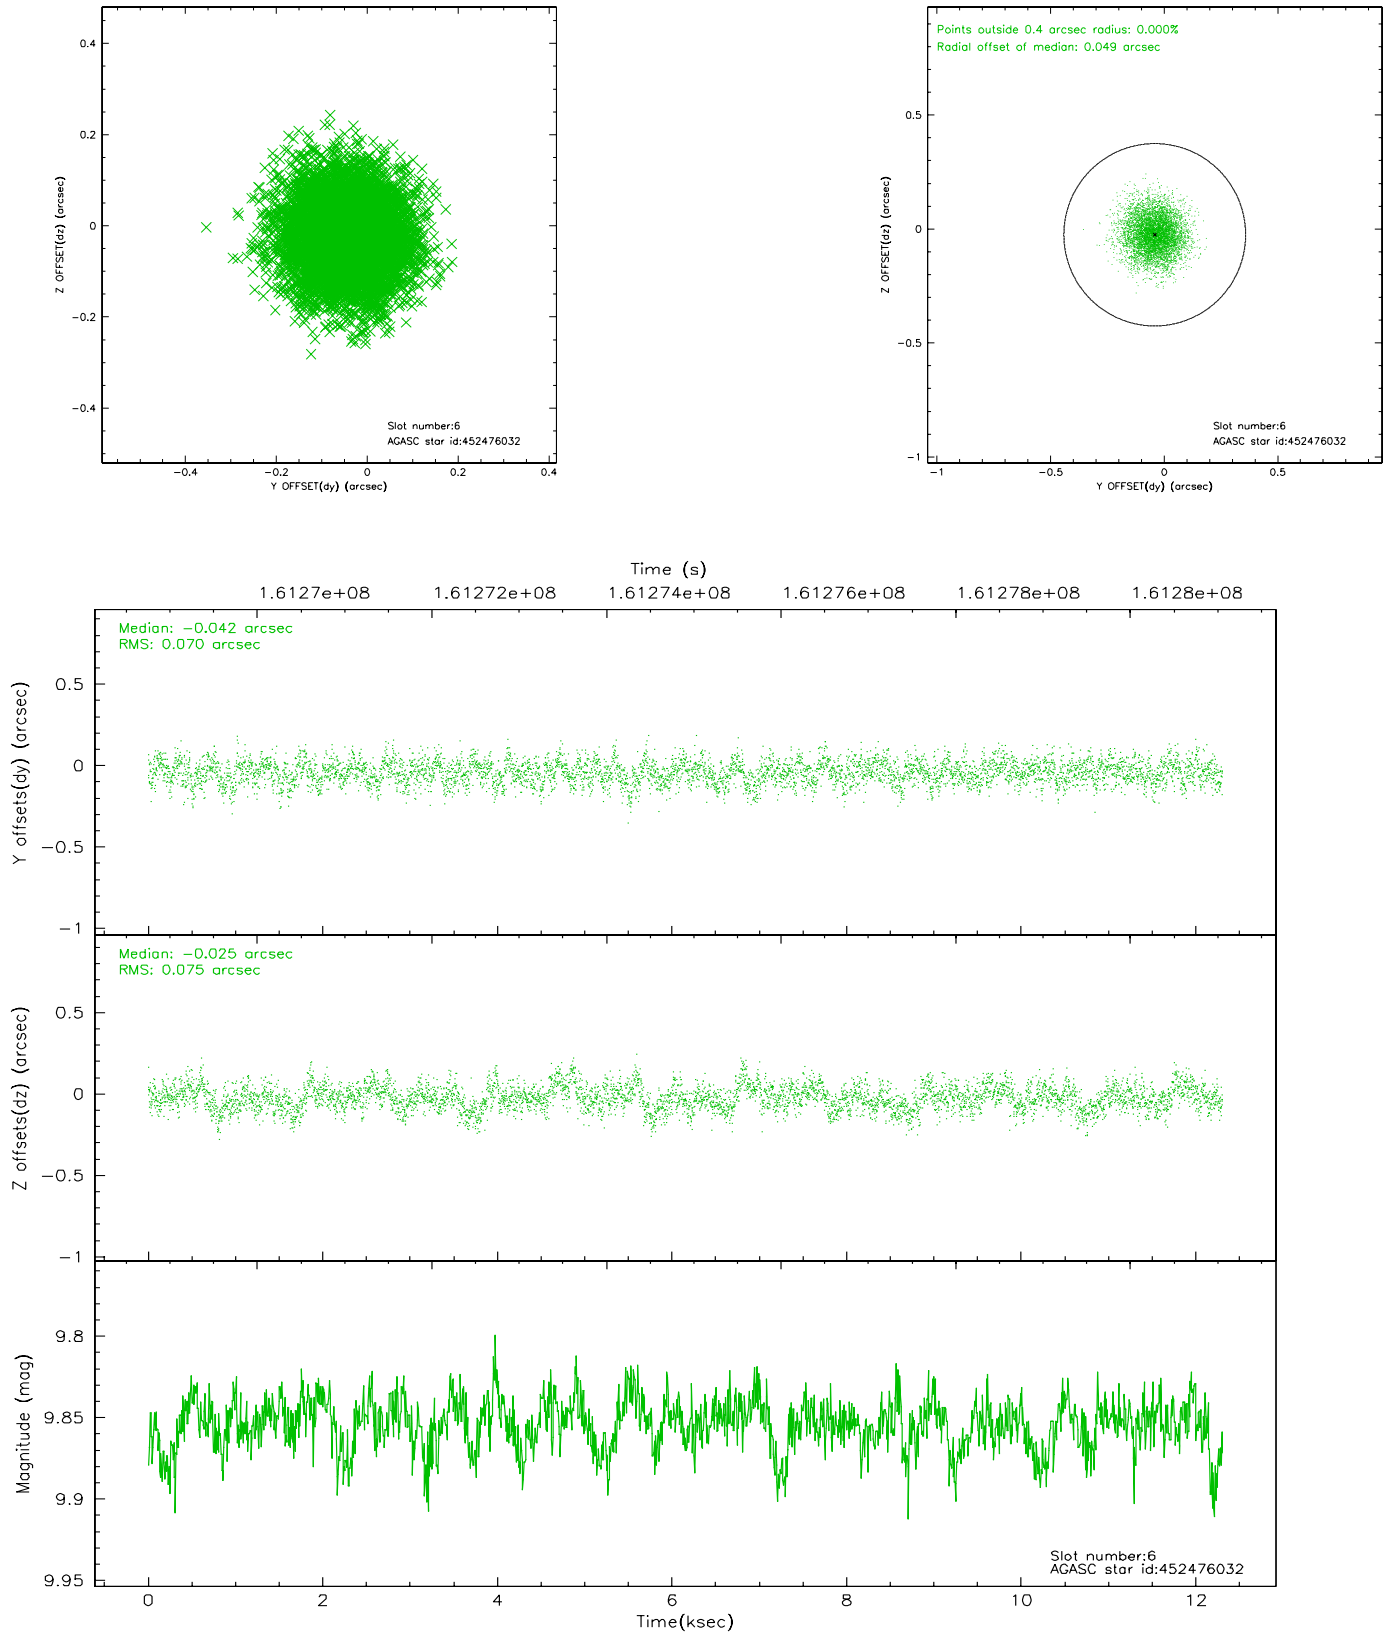 0.4
0.2
0
−0.2
−0.4
Z OFFSET(dz) (arcsec)
−0.4
−0.2
0
0.2
0.4
Y OFFSET(dy) (arcsec)
Slot number:6
AGASC star id:452476032
Points outside 0.4 arcsec radius: 0.000%
Radial offset of median: 0.049 arcsec
0.5
0
−0.5
−1
Z OFFSET(dz) (arcsec)
−1
−0.5
0
0.5
Y OFFSET(dy) (arcsec)
Slot number:6
AGASC star id:452476032
Time (s)
1.6127e+08
1.61272e+08
1.61274e+08
1.61276e+08
1.61278e+08
1.6128e+08
Median: −0.042 arcsec
RMS: 0.070 arcsec
0.5
0
−0.5
−1
Y offsets(dy) (arcsec)
Median: −0.025 arcsec
RMS: 0.075 arcsec
0.5
0
−0.5
−1
Z offsets(dz) (arcsec)
9.8
9.85
9.9
9.95
Magnitude (mag)
Slot number:6
AGASC star id:452476032
0
2
4
6
8
10
12
Time(ksec)